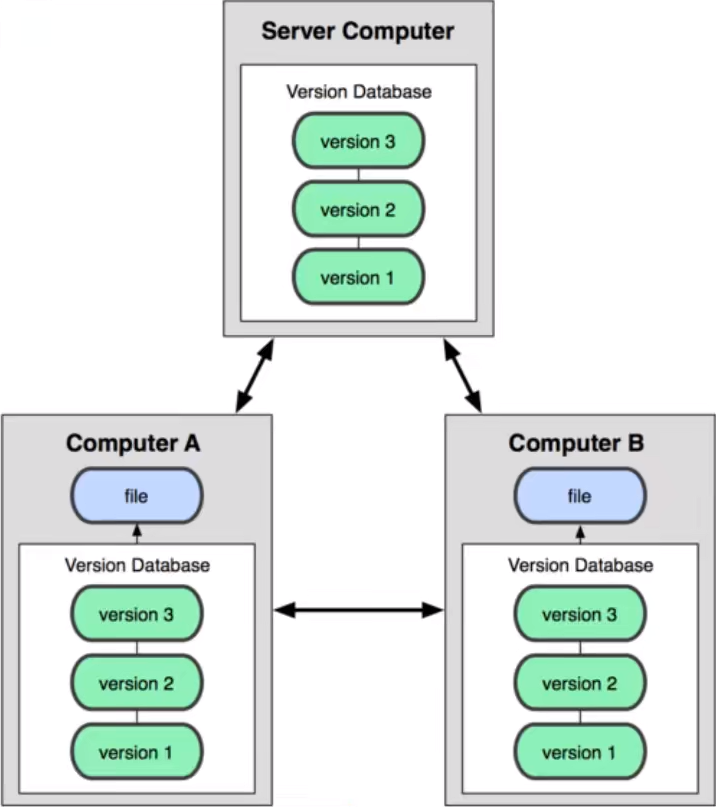 Server Computer
Version Database
version 3
version 2
version 1
Computer A
file
Version Database
version 3
version 2
version 1
Computer B
file
Version Database
version 3
version 2
version 1